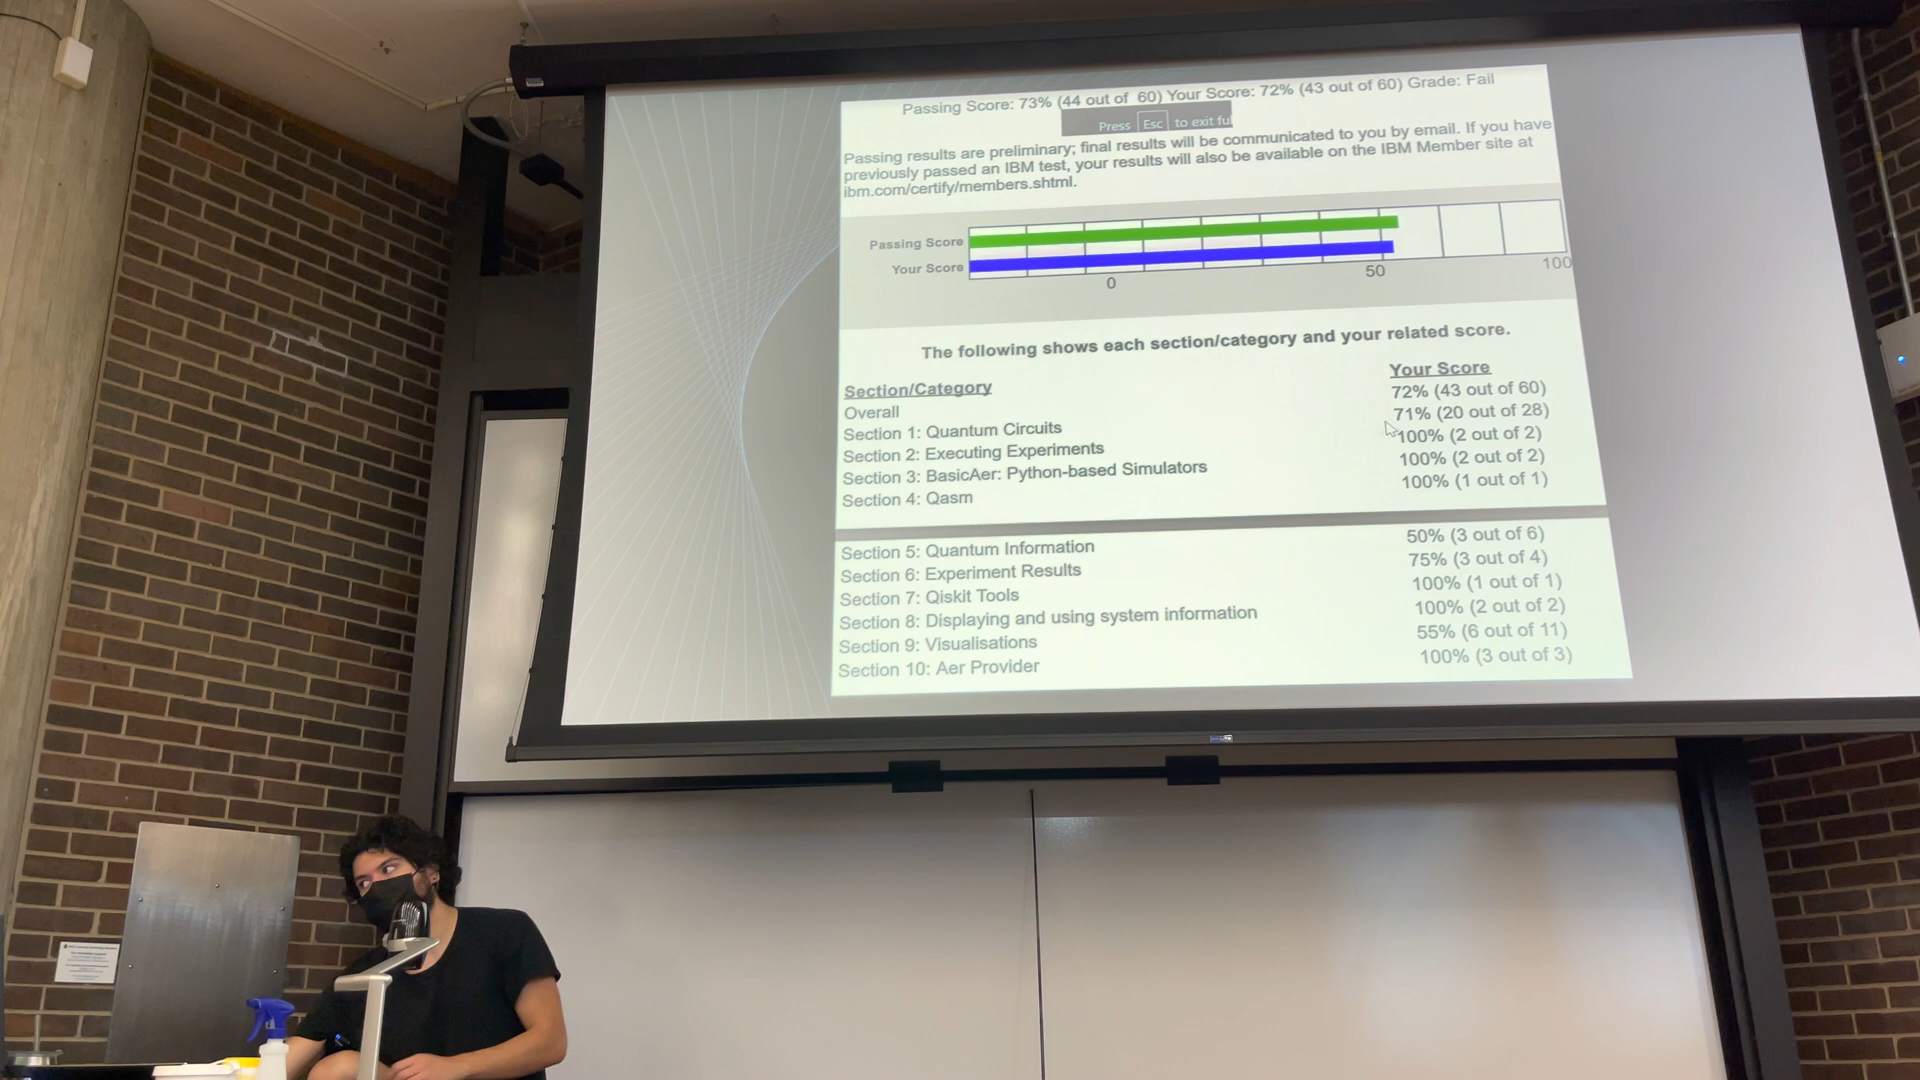 Passing Score: 73% (44 out of 60) Your Score: 72% (43 out of 60) Grade: Fail
Press Esc to exit ful
Passing results are preliminary; final results will be communicated to you by email. If you have
previously passed an IBM test, your results will also be available on the IBM Member site at
ibm.com/certify/members.shtml.
Passing Score
Your Score
0 50 100
The following shows each section/category and your related score.
Section/Category Your Score
Overall 72% (43 out of 60)
Section 1: Quantum Circuits 71% (20 out of 28)
Section 2: Executing Experiments 100% (2 out of 2)
Section 3: BasicAer: Python-based Simulators 100% (2 out of 2)
Section 4: Qasm 100% (1 out of 1)
Section 5: Quantum Information 50% (3 out of 6)
Section 6: Experiment Results 75% (3 out of 4)
Section 7: Qiskit Tools 100% (1 out of 1)
Section 8: Displaying and using system information 100% (2 out of 2)
Section 9: Visualisations 55% (6 out of 11)
Section 10: Aer Provider 100% (3 out of 3)